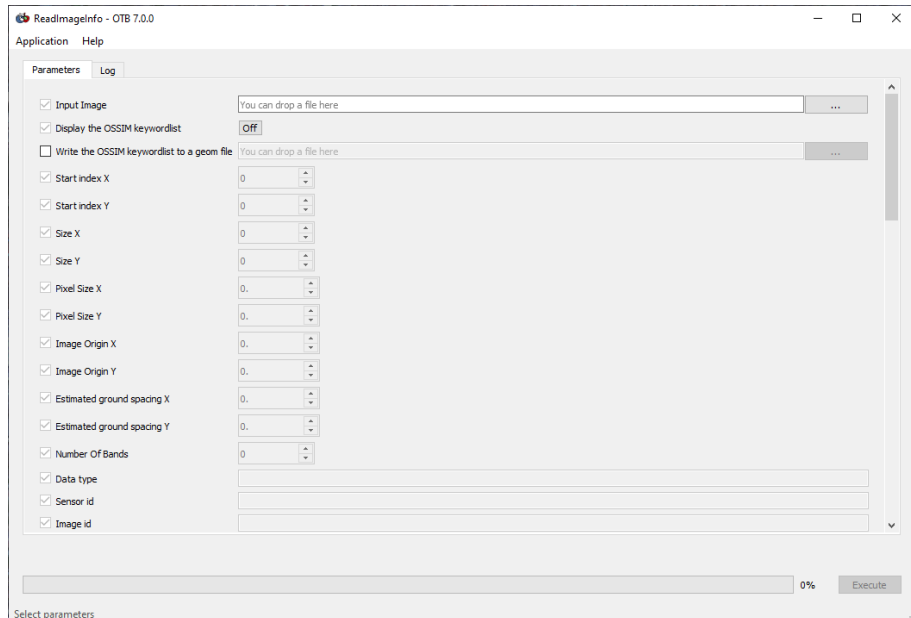 ReadImageInfo - OTB 7.0.0
Application Help
Parameters Log
Input Image You can drop a file here ...
Display the OSSIM keywordlist Off
Write the OSSIM keywordlist to a geom file You can drop a file here ...
Start index X 0
Start index Y 0
Size X 0
Size Y 0
Pixel Size X 0.
Pixel Size Y 0.
Image Origin X 0.
Image Origin Y 0.
Estimated ground spacing X 0.
Estimated ground spacing Y 0.
Number Of Bands 0
Data type
Sensor id
Image id
0% Execute
Select parameters